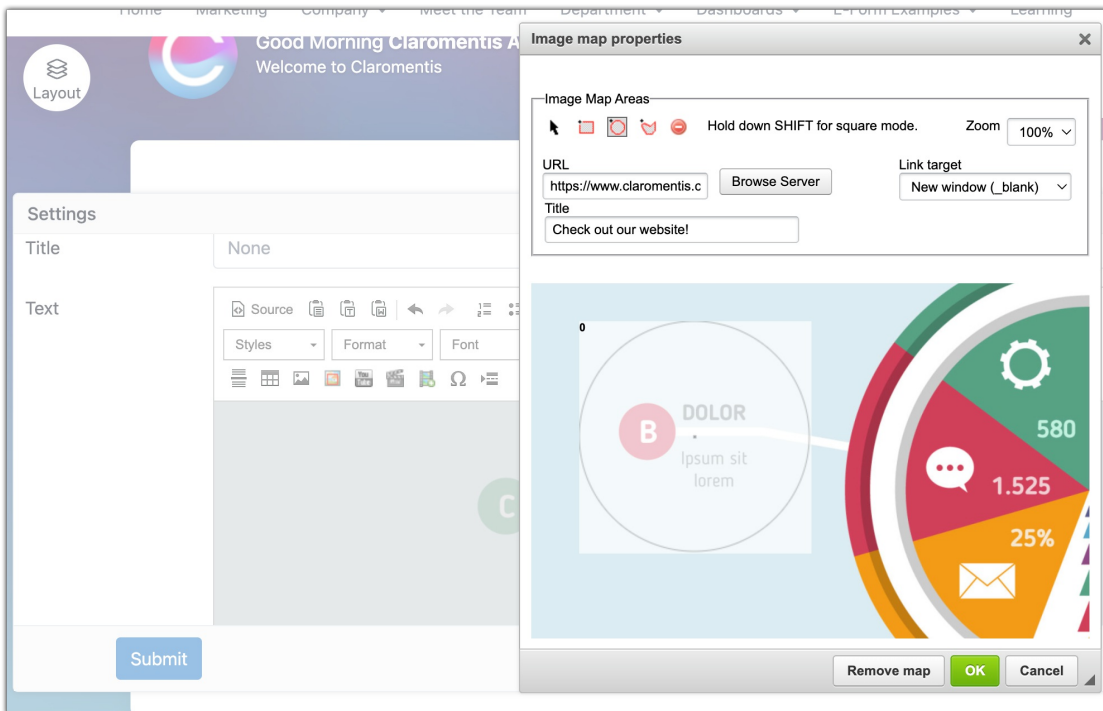 Home Marketing Company Meet the Team Department Dashboards E-Form Examples Learning
Good Morning Claromentis A
Welcome to Claromentis
Layout
Settings
Title
None
Text
Source
Styles
Format
Font
You
Tube
C
Submit
Image map properties
Image Map Areas
Hold down SHIFT for square mode.
Zoom
100%
URL
Link target
https://www.claromentis.c
Browse Server
New window (_blank)
Title
Check out our website!
0
B
DOLOR
Ipsum sit
lorem
580
1.525
25%
Remove map
OK
Cancel